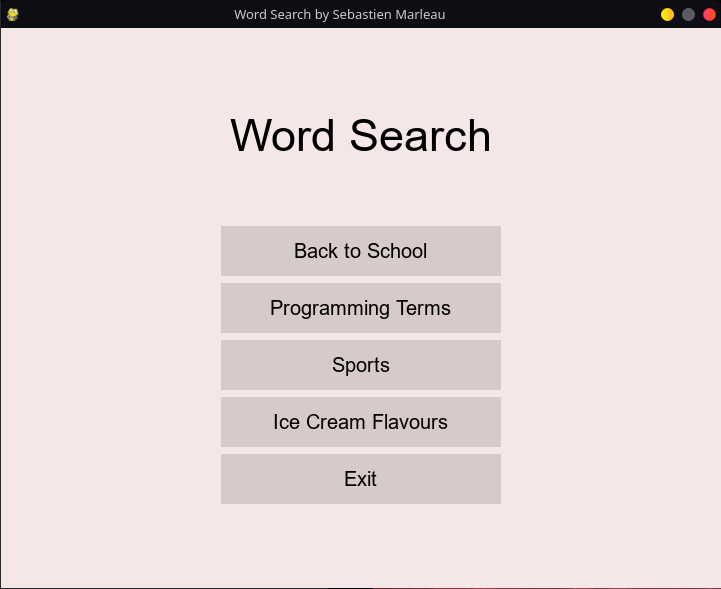 Word Search by Sebastien Marleau
Word Search
Back to School
Programming Terms
Sports
Ice Cream Flavours
Exit